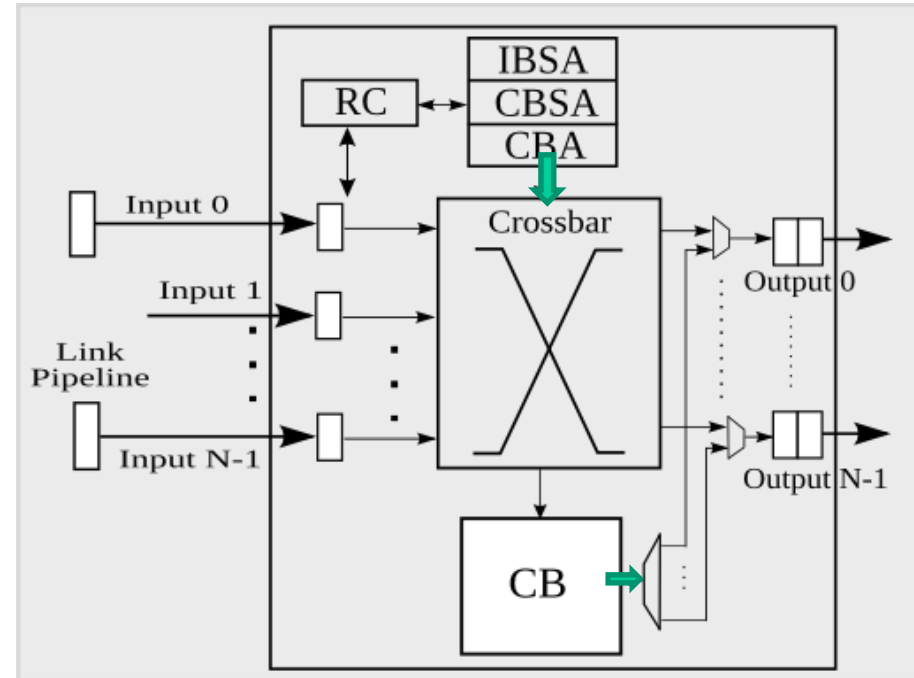 IBSA
RC
CBSA
CBA
Input 0
Crossbar
Output 0
Input 1
Link
Pipeline
Input N-1
Output N-1
CB